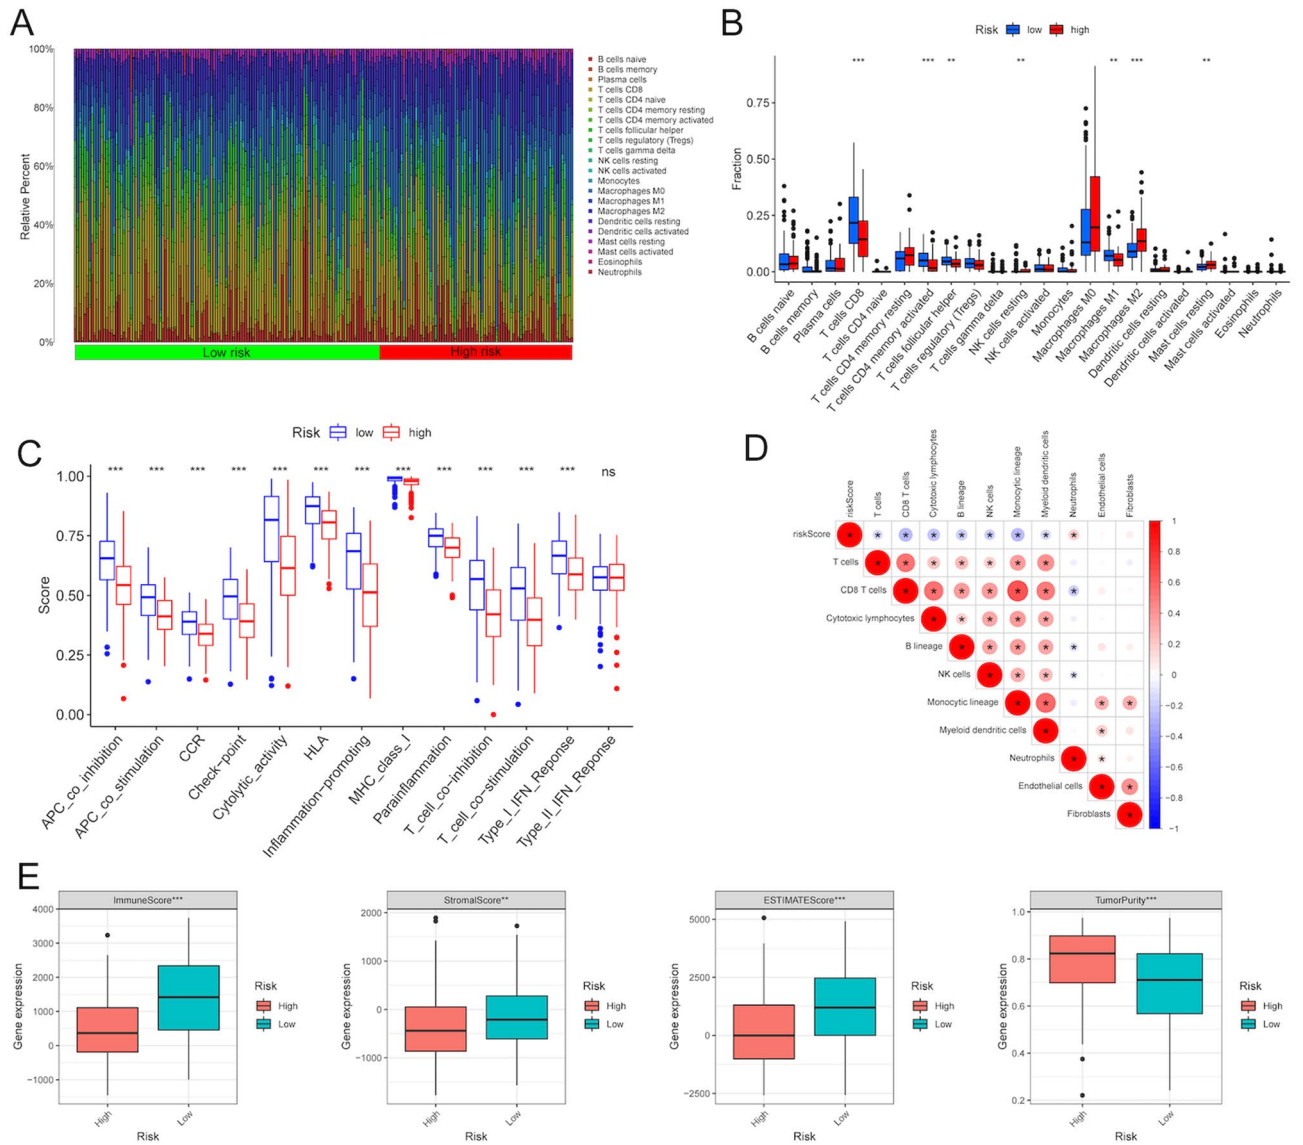 A
100%
80%
60%
40%
20%
0%
Relative Percent
Low risk
High risk
B cells naive
B cells memory
Plasma cells
T cells CD8
T cells CD4 naive
T cells CD4 memory resting
T cells CD4 memory activated
T cells follicular helper
T cells regulatory (Tregs)
T cells gamma delta
NK cells resting
NK cells activated
Monocytes
Macrophages M0
Macrophages M1
Macrophages M2
Dendritic cells resting
Dendritic cells activated
Mast cells resting
Mast cells activated
Eosinophils
Neutrophils
B
Risk low high
*** *** ** ** ** *** **
0.75
0.50
0.25
0.00
Fraction
B cells naive
B cells memory
Plasma cells
T cells CD8
T cells CD4 naive
T cells CD4 memory resting
T cells CD4 memory activated
T cells follicular helper
T cells regulatory (Tregs)
T cells gamma delta
NK cells resting
NK cells activated
Monocytes
Macrophages M0
Macrophages M1
Macrophages M2
Dendritic cells resting
Dendritic cells activated
Mast cells resting
Mast cells activated
Eosinophils
Neutrophils
C
Risk low high
*** *** *** *** *** *** *** *** *** *** *** *** ns
1.00
0.75
0.50
0.25
0.00
Score
APC_co_inhibition
APC_co_stimulation
CCR
Check-point
Cytolytic_activity
HLA
Inflammation-promoting
MHC_class_I
Parainflammation
T_cell_co-inhibition
T_cell_co-stimulation
Type_I_IFN_Reponse
Type_II_IFN_Reponse
D
riskScore
T cells
CD8 T cells
Cytotoxic lymphocytes
B lineage
NK cells
Monocytic lineage
Myeloid dendritic cells
Neutrophils
Endothelial cells
Fibroblasts
riskScore * * * * * * * * *
T cells * * * * * * *
CD8 T cells * * * * * * *
Cytotoxic lymphocytes * * * * *
B lineage * * * * *
NK cells * * * *
Monocytic lineage * * * *
Myeloid dendritic cells * *
Neutrophils * *
Endothelial cells * *
Fibroblasts *
1
0.8
0.6
0.4
0.2
0
−0.2
−0.4
−0.6
−0.8
−1
E
ImmuneScore***
4000
3000
2000
1000
0
−1000
Gene expression
High
Low
Risk
Risk
High
Low
StromalScore**
2000
1000
0
−1000
Gene expression
High
Low
Risk
Risk
High
Low
ESTIMATEScore***
5000
2500
0
−2500
Gene expression
High
Low
Risk
Risk
High
Low
TumorPurity***
1.0
0.8
0.6
0.4
0.2
Gene expression
High
Low
Risk
Risk
High
Low